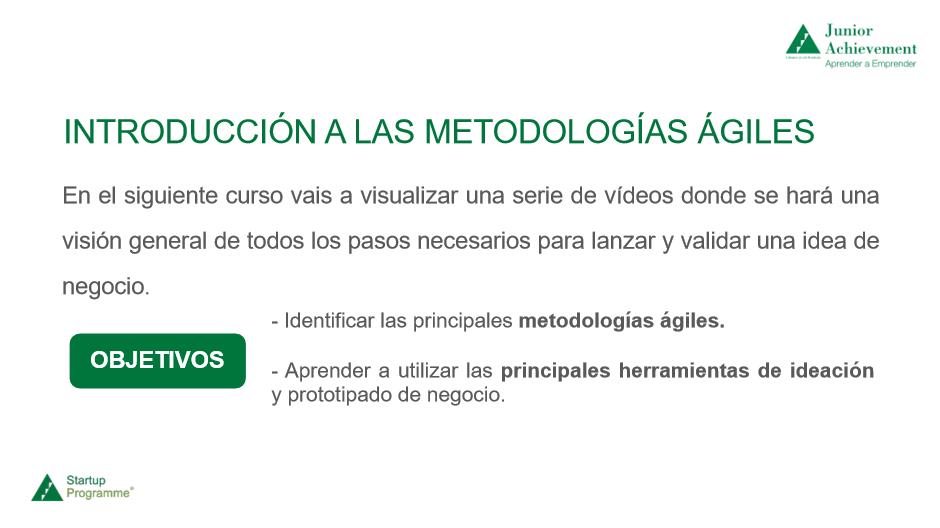 Junior
Achievement
Aprender a Emprender
INTRODUCCIÓN A LAS METODOLOGÍAS ÁGILES
En el siguiente curso vais a visualizar una serie de vídeos donde se hará una
visión general de todos los pasos necesarios para lanzar y validar una idea de
negocio.
OBJETIVOS
- Identificar las principales metodologías ágiles.
- Aprender a utilizar las principales herramientas de ideación
y prototipado de negocio.
Startup
Programme®